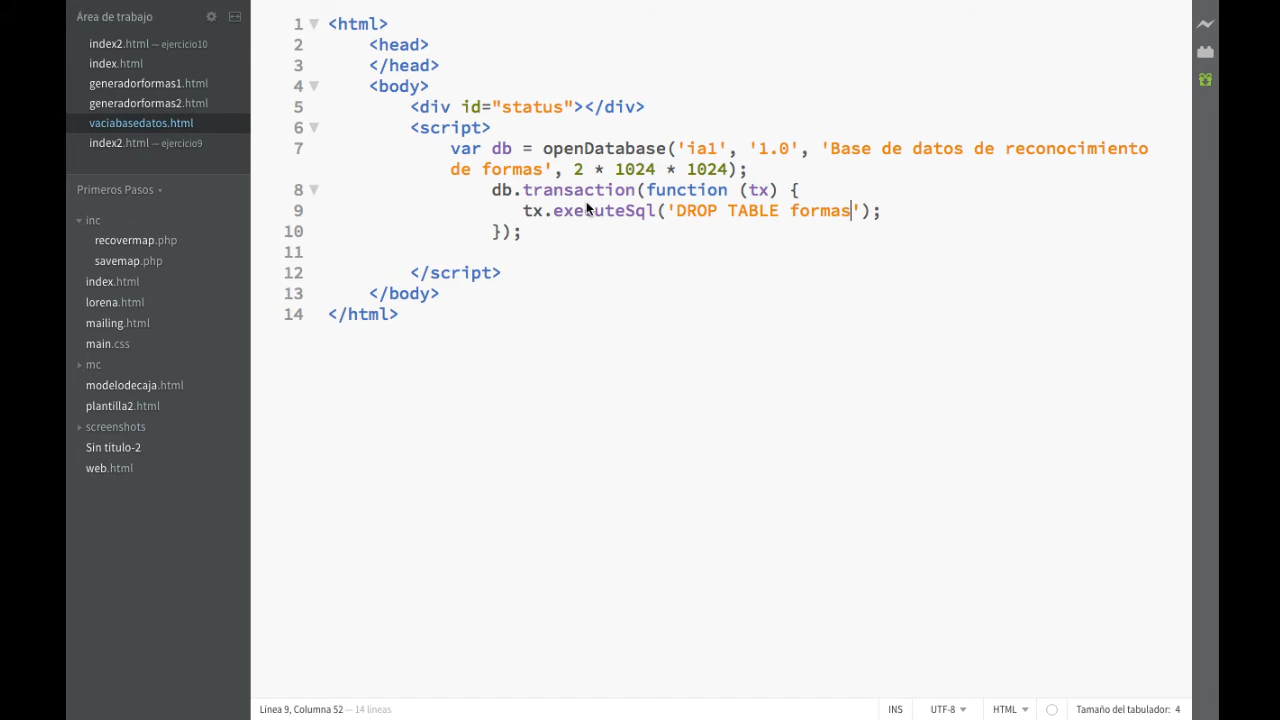 Área de trabajo
index2.html — ejercicio10
index.html
generadorformas1.html
generadorformas2.html
vaciabasedatos.html
index2.html — ejercicio9
Primeros Pasos
inc
recovermap.php
savemap.php
index.html
lorena.html
mailing.html
main.css
mc
modelodecaja.html
plantilla2.html
screenshots
Sin título-2
web.html
1 <html>
2 <head>
3 </head>
4 <body>
5 <div id="status"></div>
6 <script>
7 var db = openDatabase('ia1', '1.0', 'Base de datos de reconocimiento
de formas', 2 * 1024 * 1024);
8 db.transaction(function (tx) {
9 tx.executeSql('DROP TABLE formas');
10 });
11
12 </script>
13 </body>
14 </html>
Línea 9, Columna 52 — 14 líneas
INS UTF-8 HTML Tamaño del tabulador: 4